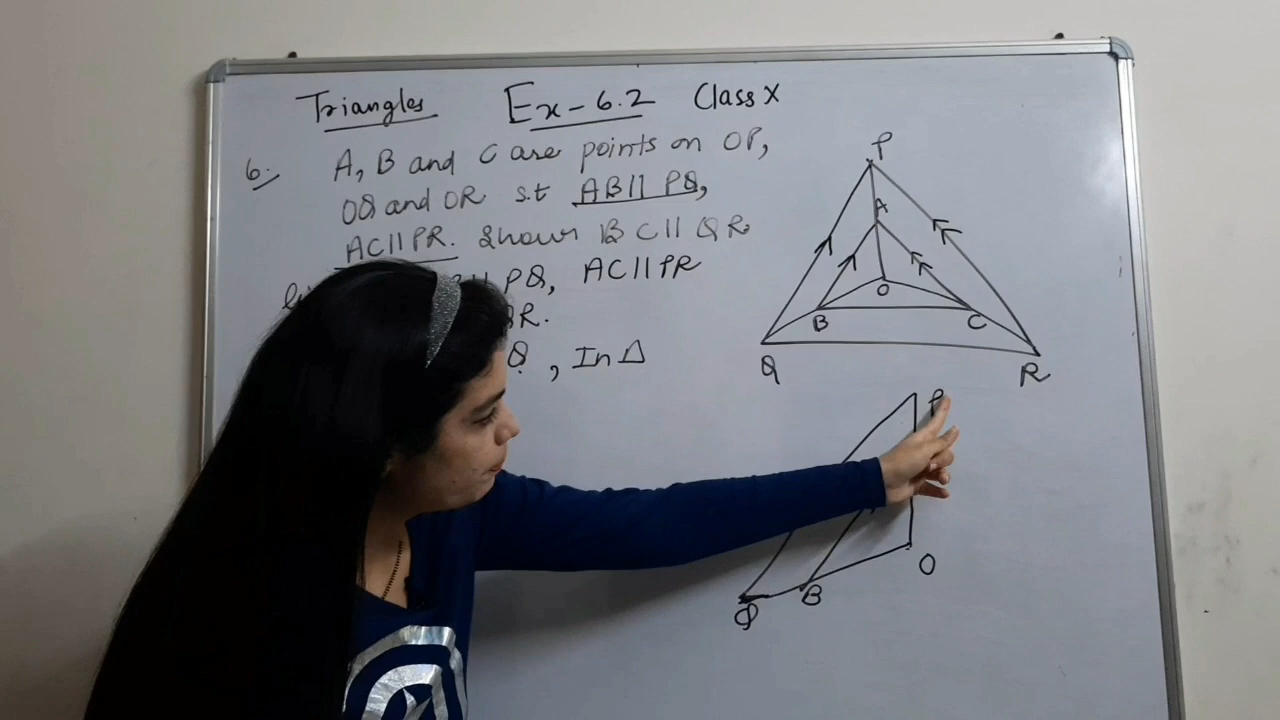 Triangles Ex-6.2 Class X
6. A, B and C are points on OP,
OQ and OR s.t AB || PQ,
AC || PR. Show BC || QR
PQ, AC || PR
QR.
Q, In Δ
P
A
O
B C
Q R
P
O
B
Q